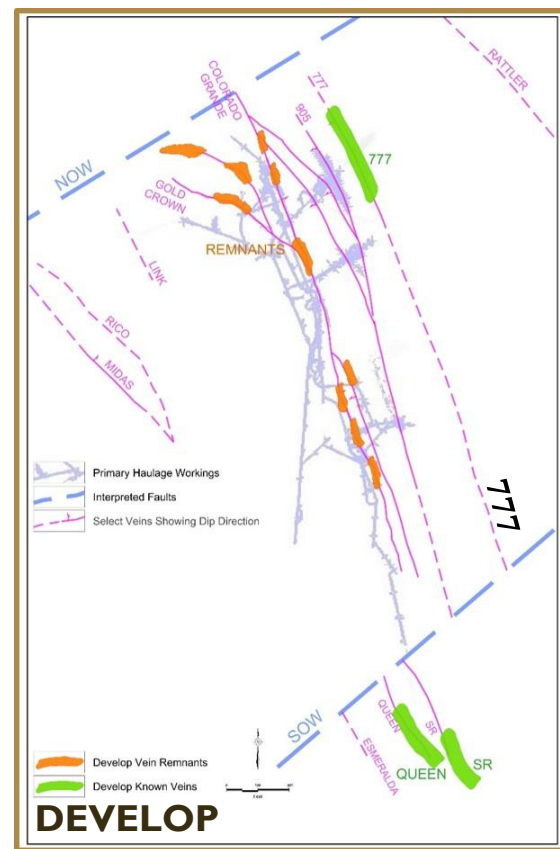 RATTLER
COLORADO
GRANDE
777
905
777
NOW
GOLD
CROWN
REMNANTS
LINK
RICO
MIDAS
Primary Haulage Workings
Interpreted Faults
Select Veins Showing Dip Direction
777
SOW
QUEEN
SR
ESMERALDA
QUEEN
SR
Develop Vein Remnants
Develop Known Veins
DEVELOP